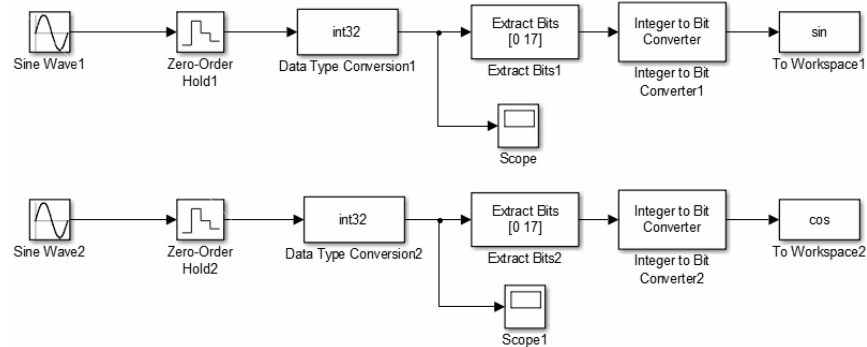 int32
Extract Bits
[0 17]
Integer to Bit
Converter
sin
Sine Wave1
Zero-Order
Hold1
Data Type Conversion1
Extract Bits1
Integer to Bit
Converter1
To Workspace1
Scope
int32
Extract Bits
[0 17]
Integer to Bit
Converter
cos
Sine Wave2
Zero-Order
Hold2
Data Type Conversion2
Extract Bits2
Integer to Bit
Converter2
To Workspace2
Scope1